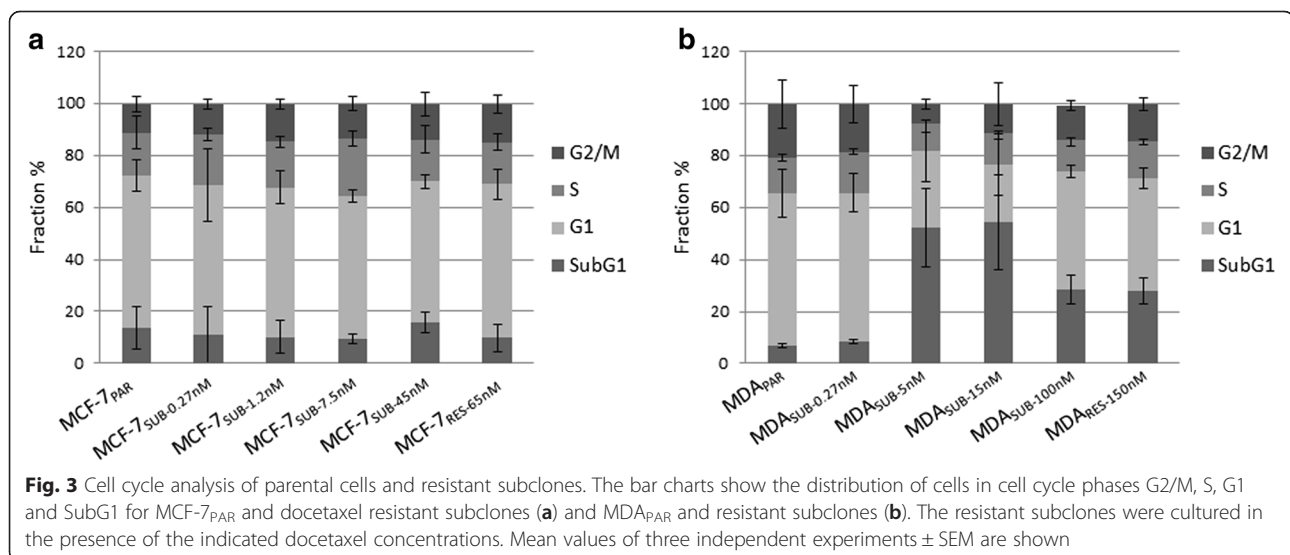 a
120
100
80
60
40
20
0
Fraction %
G2/M
S
G1
SubG1
MCF-7PAR
MCF-7SUB-0.27nM
MCF-7SUB-1.2nM
MCF-7SUB-7.5nM
MCF-7SUB-45nM
MCF-7RES-65nM
b
120
100
80
60
40
20
0
Fraction %
G2/M
S
G1
SubG1
MDAPAR
MDASUB-0.27nM
MDASUB-5nM
MDASUB-15nM
MDASUB-100nM
MDARES-150nM
Fig. 3 Cell cycle analysis of parental cells and resistant subclones. The bar charts show the distribution of cells in cell cycle phases G2/M, S, G1
and SubG1 for MCF-7PAR and docetaxel resistant subclones (a) and MDAPAR and resistant subclones (b). The resistant subclones were cultured in
the presence of the indicated docetaxel concentrations. Mean values of three independent experiments ± SEM are shown